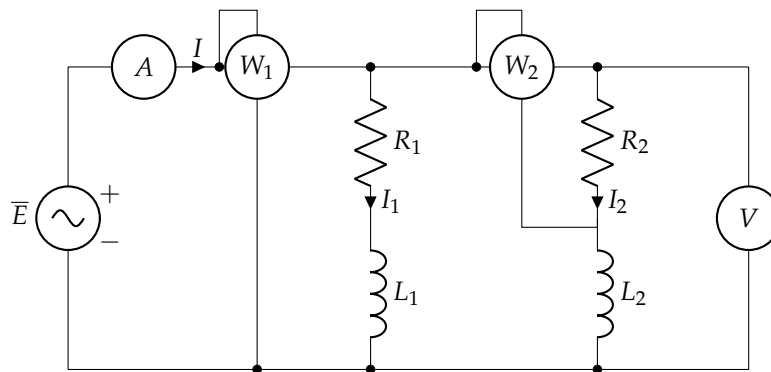 I
A
W₁
W₂
R₁
R₂
E̅
+
−
I₁
I₂
V
L₁
L₂